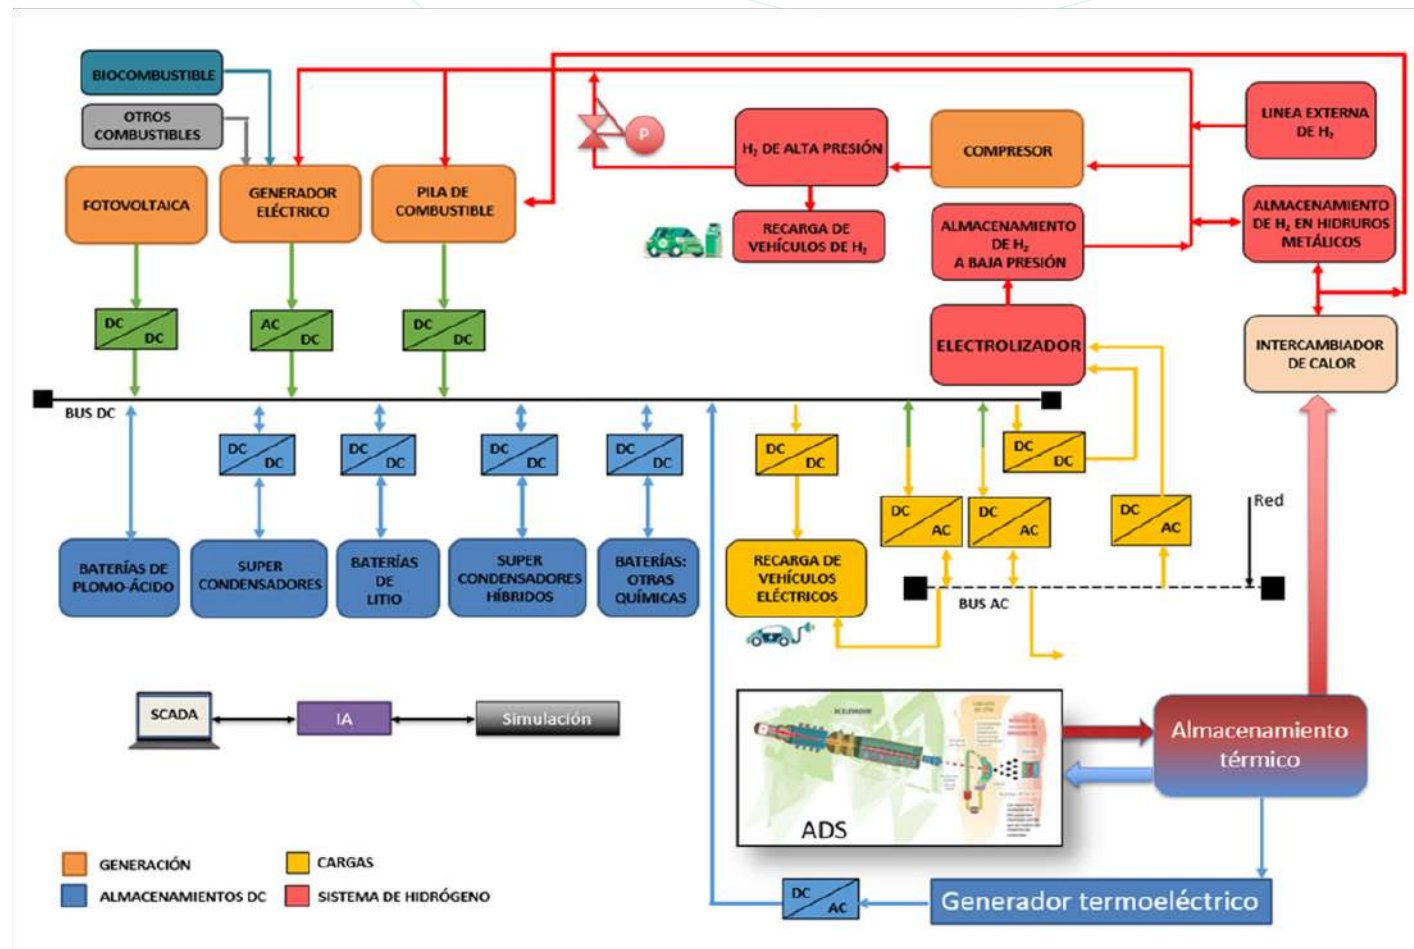 BIOCOMBUSTIBLE
OTROS
COMBUSTIBLES
FOTOVOLTAICA
GENERADOR
ELÉCTRICO
PILA DE
COMBUSTIBLE
P
H₂ DE ALTA PRESIÓN
COMPRESOR
LINEA EXTERNA
DE H₂
RECARGA DE
VEHÍCULOS DE H₂
ALMACENAMIENTO
DE H₂
A BAJA PRESIÓN
ALMACENAMIENTO
DE H₂ EN HIDRUROS
METÁLICOS
DC
DC
AC
DC
DC
DC
ELECTROLIZADOR
INTERCAMBIADOR
DE CALOR
BUS DC
DC
DC
DC
DC
DC
DC
DC
DC
DC
DC
DC
DC
DC
AC
DC
AC
DC
AC
Red
BATERÍAS DE
PLOMO-ÁCIDO
SUPER
CONDENSADORES
BATERÍAS
DE
LITIO
SUPER
CONDENSADORES
HÍBRIDOS
BATERÍAS:
OTRAS
QUÍMICAS
RECARGA DE
VEHÍCULOS
ELÉCTRICOS
BUS AC
SCADA
IA
Simulación
ACELERADOR
ADS
Almacenamiento
térmico
GENERACIÓN
CARGAS
ALMACENAMIENTOS DC
SISTEMA DE HIDRÓGENO
DC
AC
Generador termoeléctrico